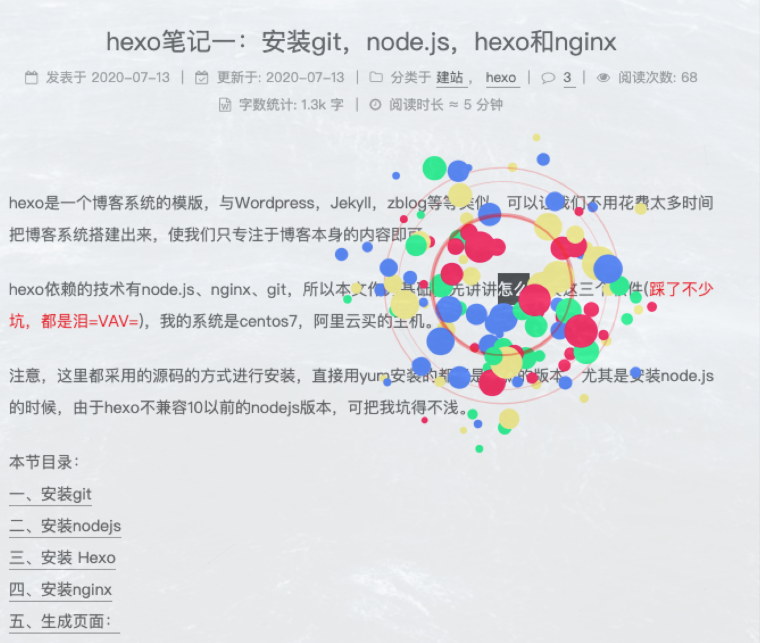 hexo笔记一：安装git，node.js，hexo和nginx
发表于 2020-07-13 | 更新于: 2020-07-13 | 分类于 建站， hexo | 3 | 阅读次数: 68
字数统计: 1.3k 字 | 阅读时长 ≈ 5 分钟
hexo是一个博客系统的模版，与Wordpress，Jekyll，zblog等等类似，可以让我们不用花费太多时间
把博客系统搭建出来，使我们只专注于博客本身的内容即可
hexo依赖的技术有node.js、nginx、git，所以本文作 基础 先讲讲怎么 这三个 件(踩了不少
坑，都是泪=VAV=)，我的系统是centos7，阿里云买的主机。
注意，这里都采用的源码的方式进行安装，直接用yum安装的都是 的版本，尤其是安装node.js
的时候，由于hexo不兼容10以前的nodejs版本，可把我坑得不浅。
本节目录：
一、安装git
二、安装nodejs
三、安装 Hexo
四、安装nginx
五、生成页面：